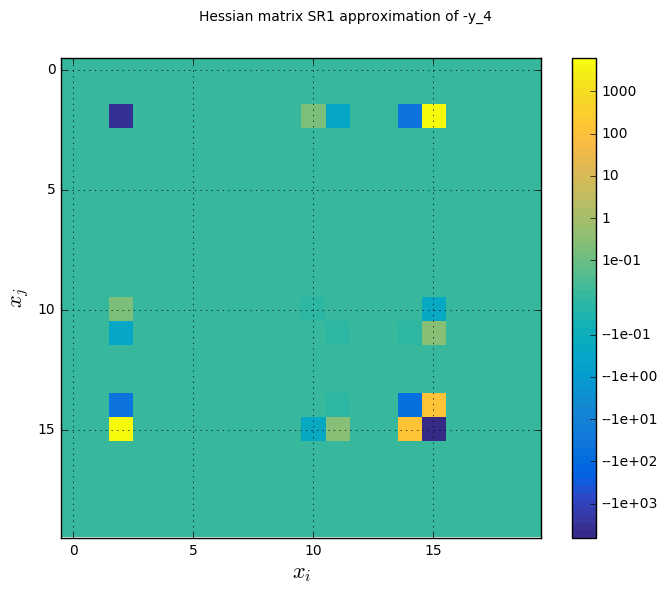 Hessian matrix SR1 approximation of -y_4
0
5
10
15
x_j
0
5
10
15
x_i
1000
100
10
1
1e-01
--1e-01
--1e+00
--1e+01
--1e+02
--1e+03